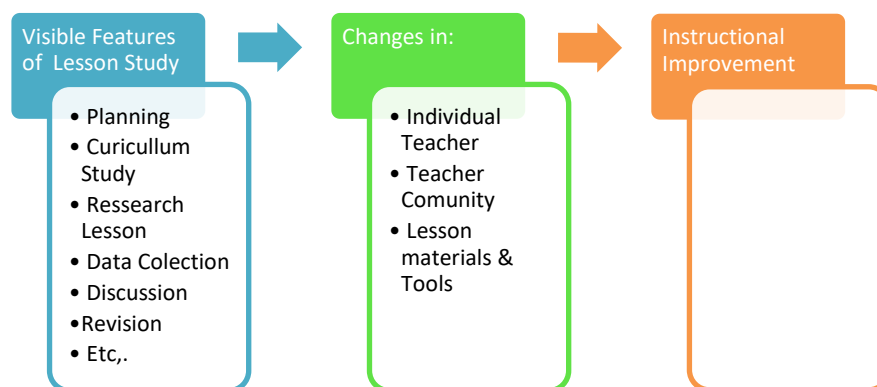 Visible Features
of Lesson Study
• Planning
• Curicullum
Study
• Ressearch
Lesson
• Data Colection
• Discussion
•Revision
• Etc,.
Changes in:
• Individual
Teacher
• Teacher
Comunity
• Lesson
materials &
Tools
Instructional
Improvement